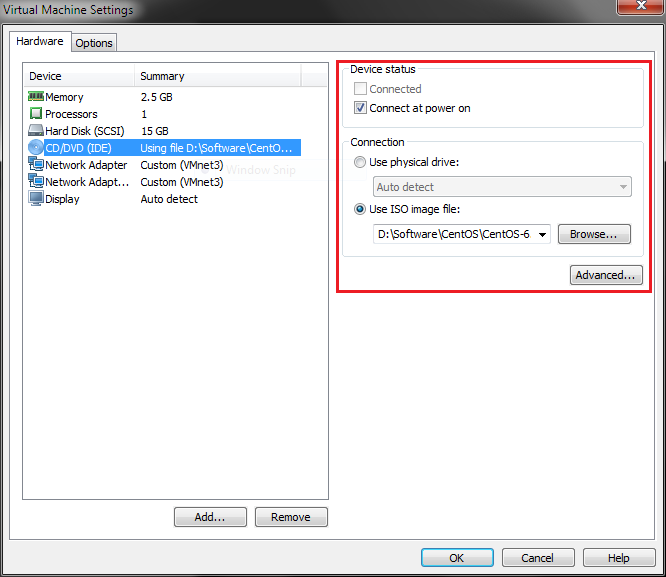 Virtual Machine Settings
Hardware Options
Device Summary
Memory 2.5 GB
Processors 1
Hard Disk (SCSI) 15 GB
CD/DVD (IDE) Using file D:\Software\CentO...
Network Adapter Custom (VMnet3)
Network Adapt... Custom (VMnet3)
Display Auto detect
Window Snip
Add... Remove
Device status
Connected
Connect at power on
Connection
Use physical drive:
Auto detect
Use ISO image file:
D:\Software\CentOS\CentOS-6 Browse...
Advanced...
OK Cancel Help